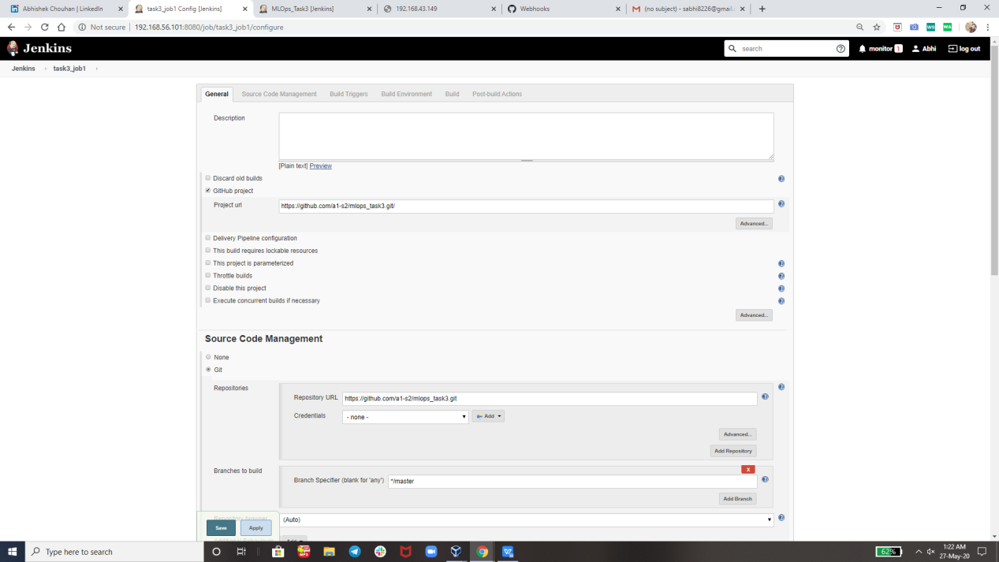 Abhishek Chouhan | LinkedIn
task3_job1 Config [Jenkins]
MLOps_Task3 [Jenkins]
192.168.43.149
Webhooks
(no subject) - sabhi8226@gmail.
Not secure | 192.168.56.101:8080/job/task3_job1/configure
Jenkins
search
monitor 1
Abhi
log out
Jenkins
task3_job1
General
Source Code Management
Build Triggers
Build Environment
Build
Post-build Actions
Description
[Plain text] Preview
Discard old builds
GitHub project
Project url
https://github.com/a1-s2/mlops_task3.git/
Advanced...
Delivery Pipeline configuration
This build requires lockable resources
This project is parameterized
Throttle builds
Disable this project
Execute concurrent builds if necessary
Advanced...
Source Code Management
None
Git
Repositories
Repository URL
https://github.com/a1-s2/mlops_task3.git
Credentials
- none -
Add
Advanced...
Add Repository
Branches to build
X
Branch Specifier (blank for 'any')
*/master
Add Branch
Repository browser
(Auto)
Save
Apply
Add
Type here to search
62%
1:22 AM
27-May-20